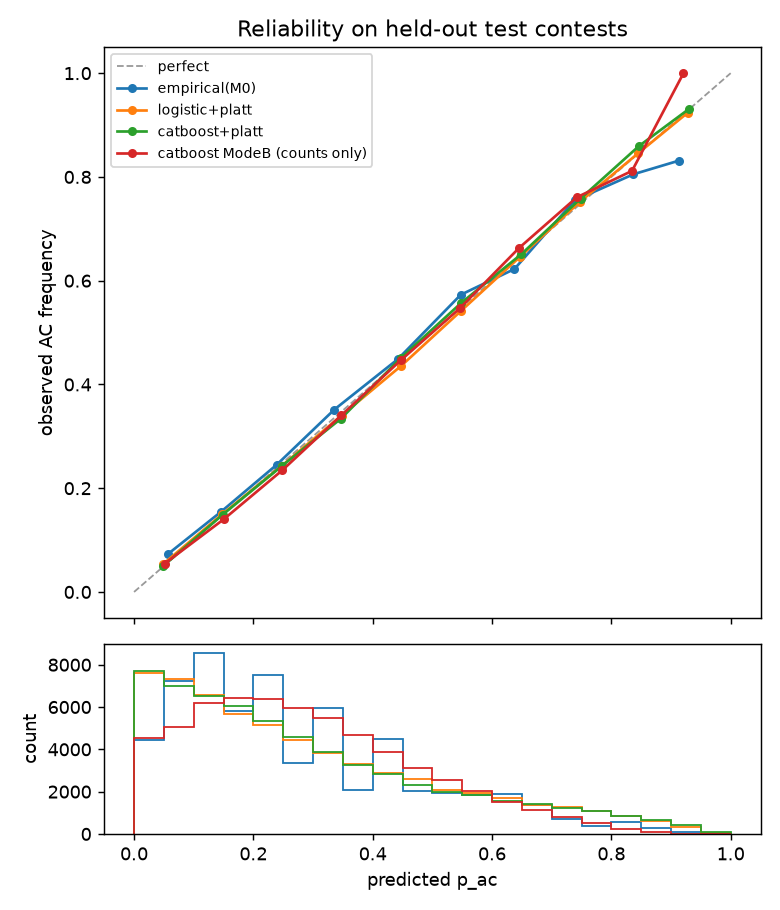 Reliability on held-out test contests
perfect
empirical(M0)
logistic+platt
catboost+platt
catboost ModeB (counts only)
1.0
0.8
0.6
0.4
0.2
0.0
observed AC frequency
8000
6000
4000
2000
0
count
0.0 0.2 0.4 0.6 0.8 1.0
predicted p_ac